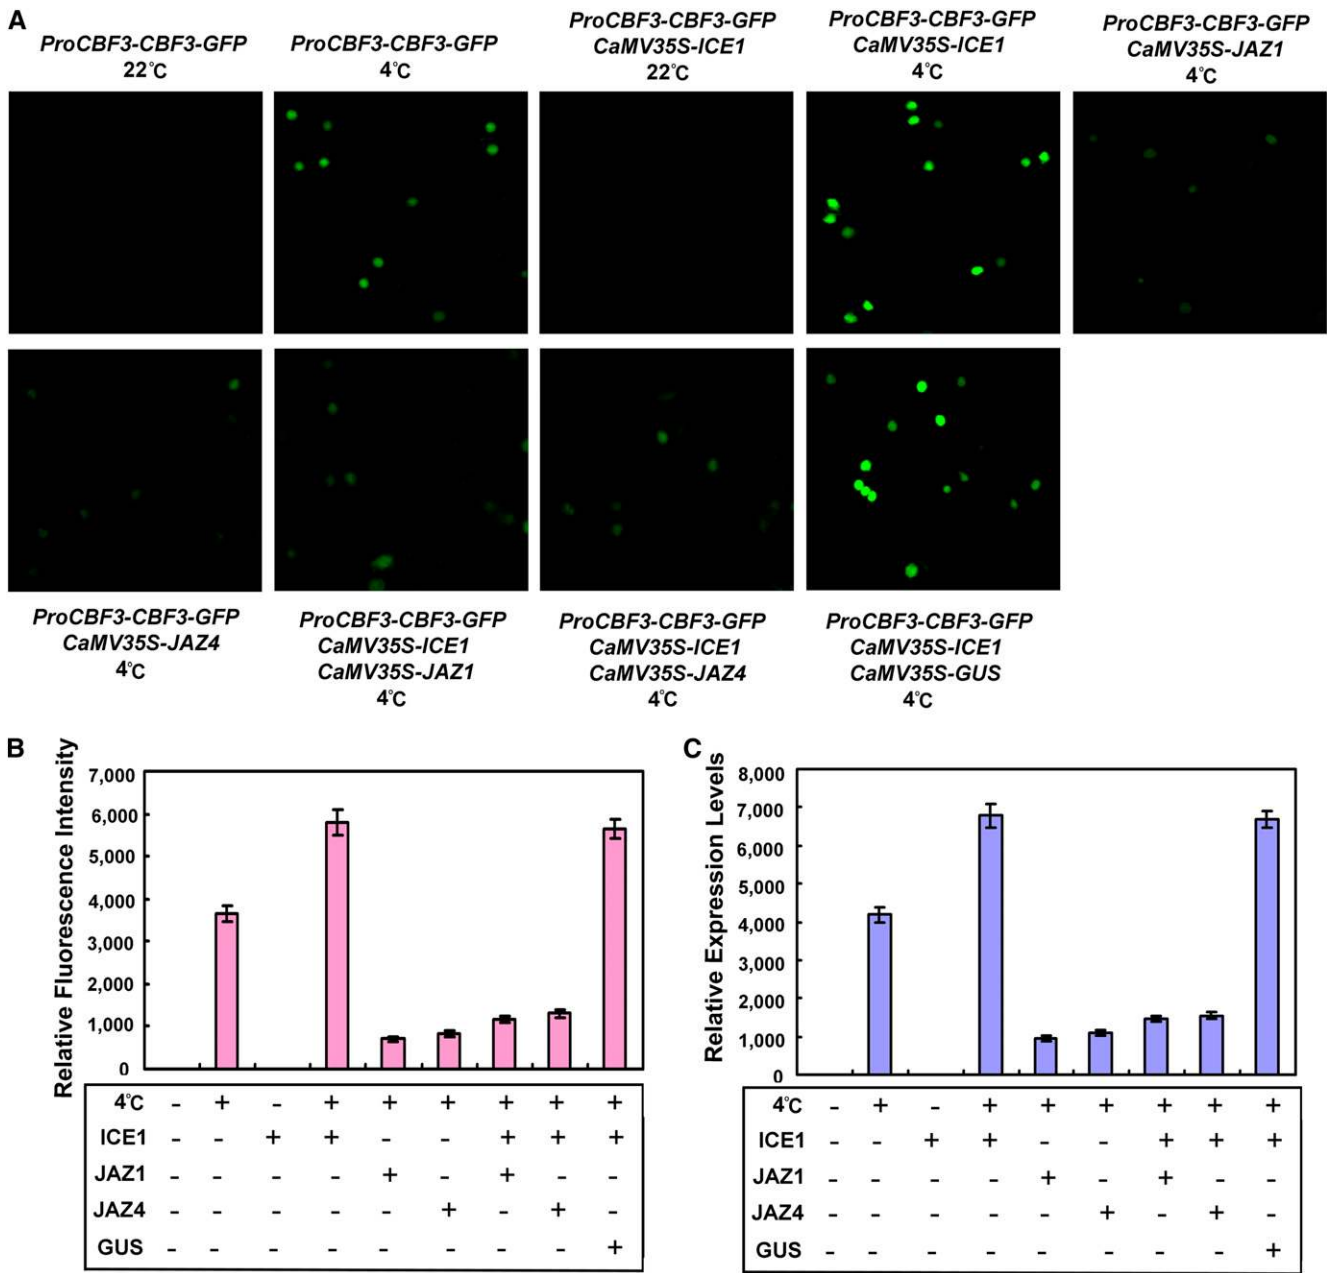 A
ProCBF3-CBF3-GFP
22°C
ProCBF3-CBF3-GFP
4°C
ProCBF3-CBF3-GFP
CaMV35S-ICE1
22°C
ProCBF3-CBF3-GFP
CaMV35S-ICE1
4°C
ProCBF3-CBF3-GFP
CaMV35S-JAZ1
4°C
ProCBF3-CBF3-GFP
CaMV35S-JAZ4
4°C
ProCBF3-CBF3-GFP
CaMV35S-ICE1
CaMV35S-JAZ1
4°C
ProCBF3-CBF3-GFP
CaMV35S-ICE1
CaMV35S-JAZ4
4°C
ProCBF3-CBF3-GFP
CaMV35S-ICE1
CaMV35S-GUS
4°C
B
Relative Fluorescence Intensity
7,000
6,000
5,000
4,000
3,000
2,000
1,000
0
4°C - + - + + + + + +
ICE1 - - + + - - + + +
JAZ1 - - - - + - + - -
JAZ4 - - - - - + - + -
GUS - - - - - - - - +
C
Relative Expression Levels
8,000
7,000
6,000
5,000
4,000
3,000
2,000
1,000
0
4°C - + - + + + + + +
ICE1 - - + + - - + + +
JAZ1 - - - - + - + - -
JAZ4 - - - - - + - + -
GUS - - - - - - - - +